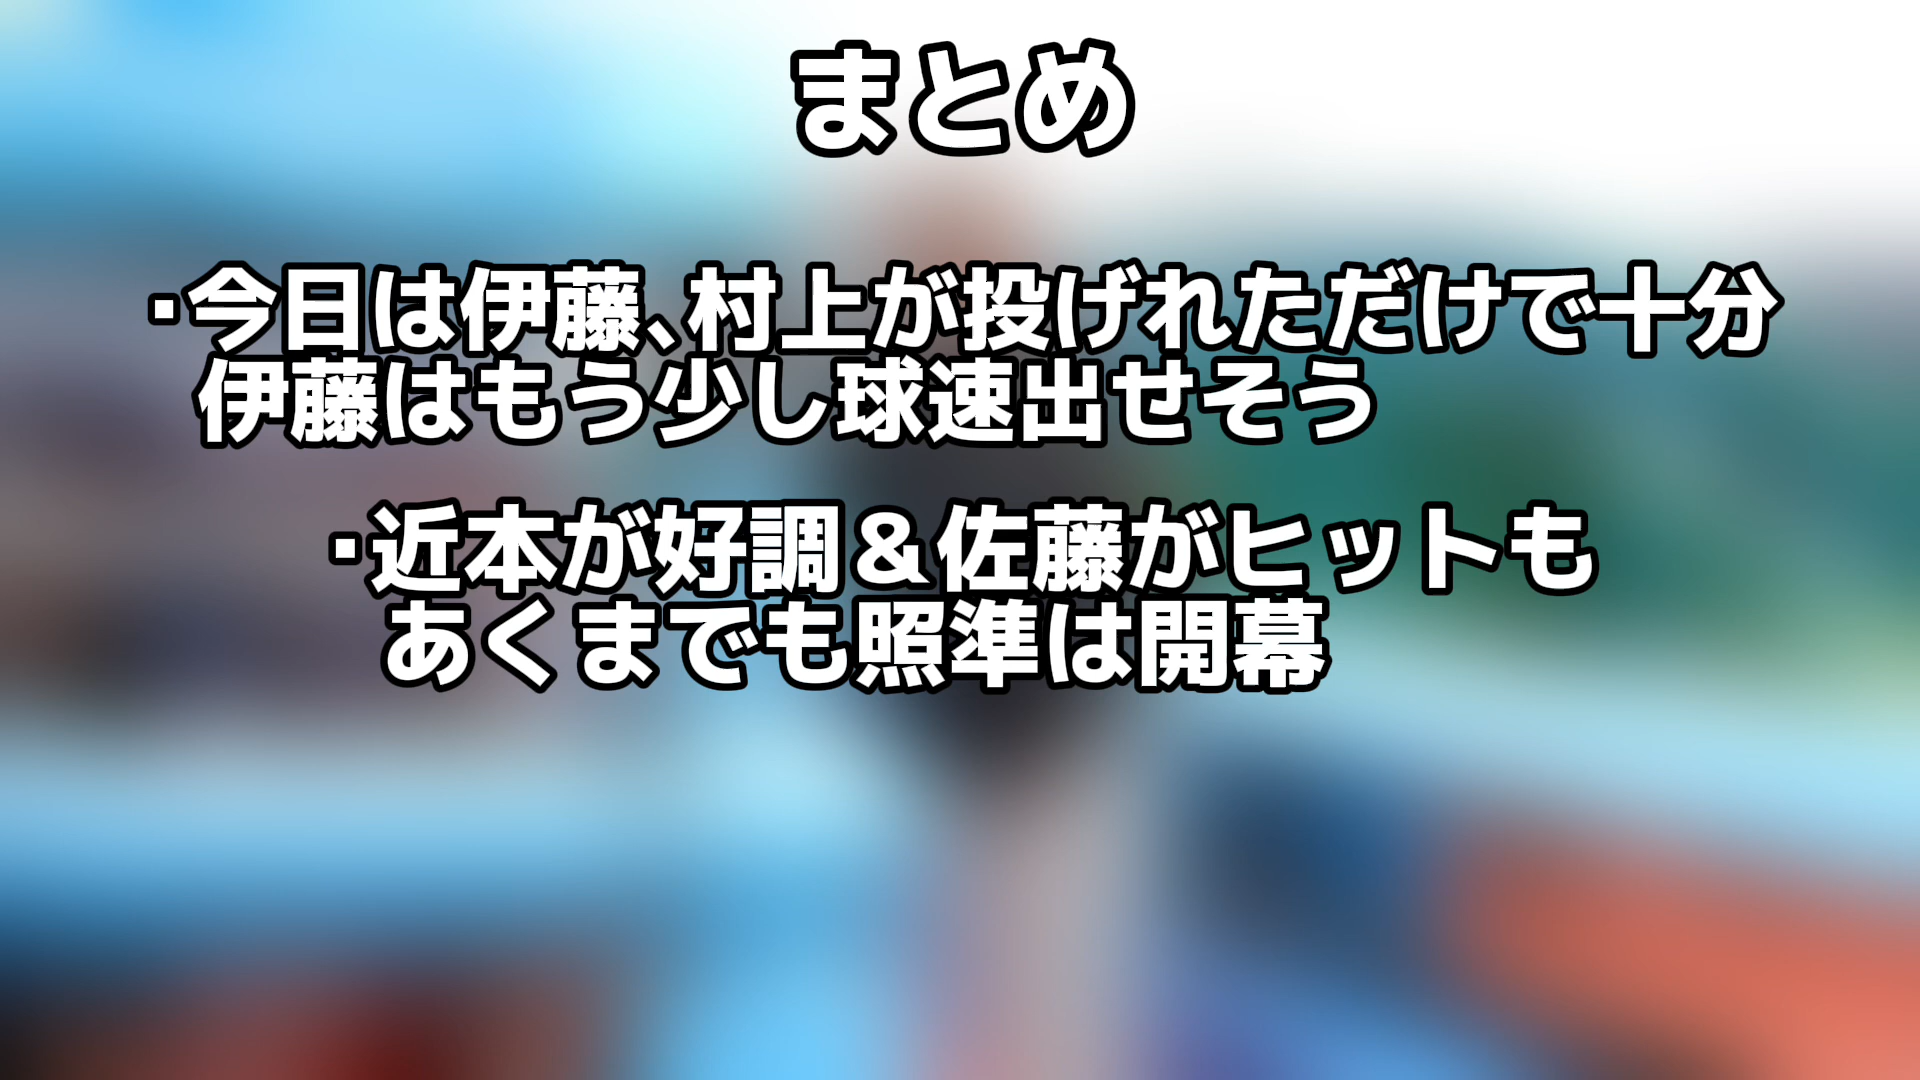 まとめ
・今日は伊藤、村上が投げれただけで十分
伊藤はもう少し球速出せそう
・近本が好調＆佐藤がヒットも
あくまでも照準は開幕